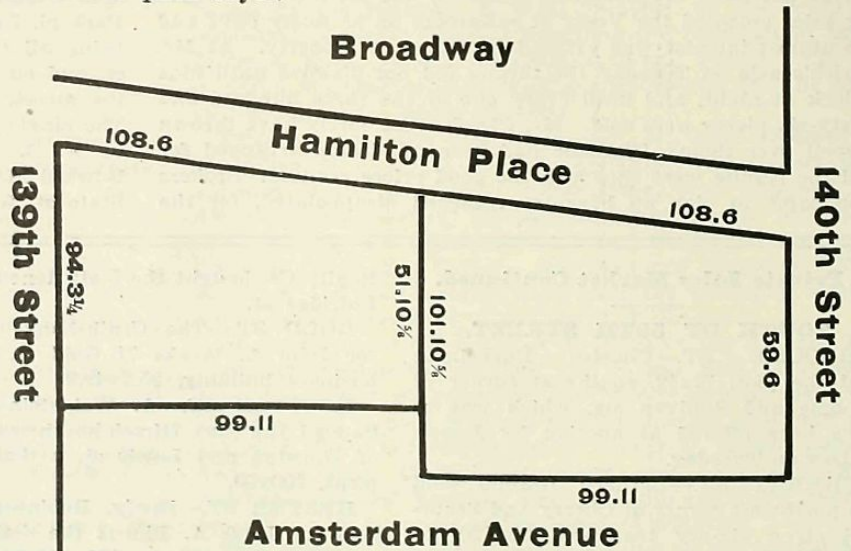 Broadway
Hamilton Place
108.6
108.6
139th Street
140th Street
94.3¼
51.10⅝
101.10⅝
59.6
99.11
99.11
Amsterdam Avenue